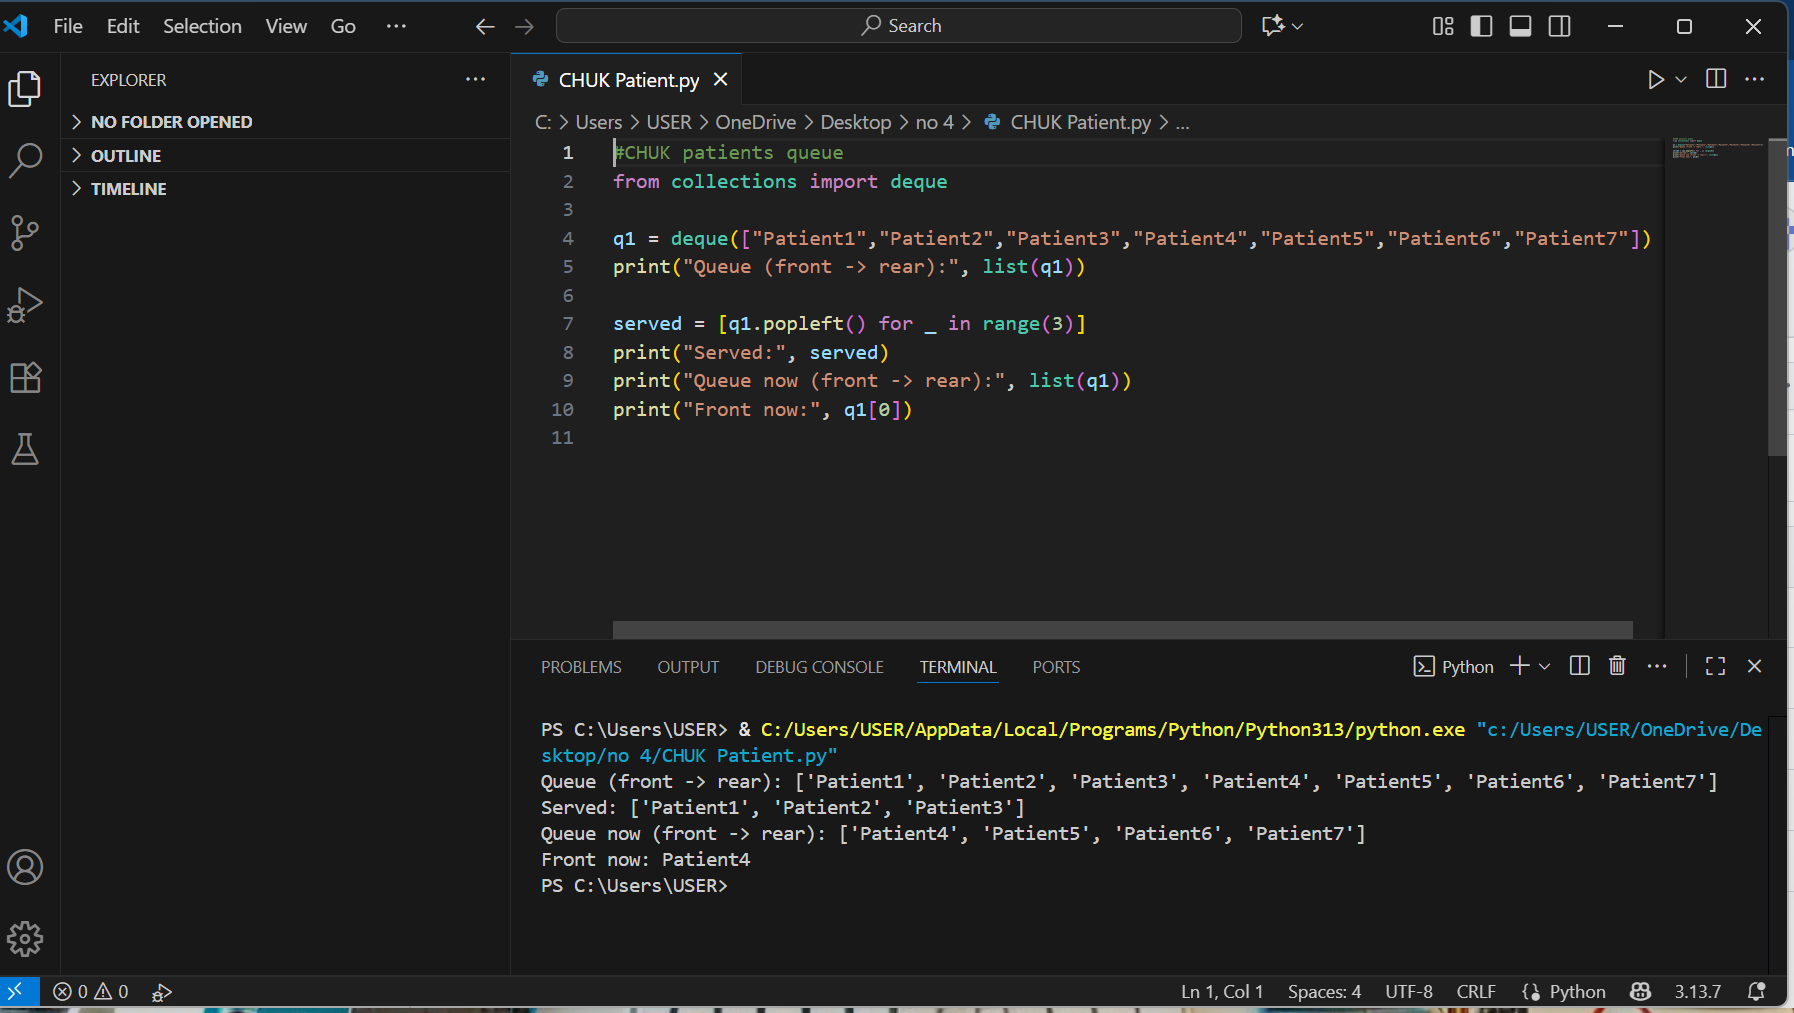 File Edit Selection View Go ··· Search
EXPLORER ···
NO FOLDER OPENED
OUTLINE
TIMELINE
CHUK Patient.py
C: > Users > USER > OneDrive > Desktop > no 4 > CHUK Patient.py > ...
1 #CHUK patients queue
2 from collections import deque
3
4 q1 = deque(["Patient1","Patient2","Patient3","Patient4","Patient5","Patient6","Patient7"])
5 print("Queue (front -> rear):", list(q1))
6
7 served = [q1.popleft() for _ in range(3)]
8 print("Served:", served)
9 print("Queue now (front -> rear):", list(q1))
10 print("Front now:", q1[0])
11
PROBLEMS OUTPUT DEBUG CONSOLE TERMINAL PORTS Python
PS C:\Users\USER> & C:/Users/USER/AppData/Local/Programs/Python/Python313/python.exe "c:/Users/USER/OneDrive/De
sktop/no 4/CHUK Patient.py"
Queue (front -> rear): ['Patient1', 'Patient2', 'Patient3', 'Patient4', 'Patient5', 'Patient6', 'Patient7']
Served: ['Patient1', 'Patient2', 'Patient3']
Queue now (front -> rear): ['Patient4', 'Patient5', 'Patient6', 'Patient7']
Front now: Patient4
PS C:\Users\USER>
0 0 Ln 1, Col 1 Spaces: 4 UTF-8 CRLF Python 3.13.7